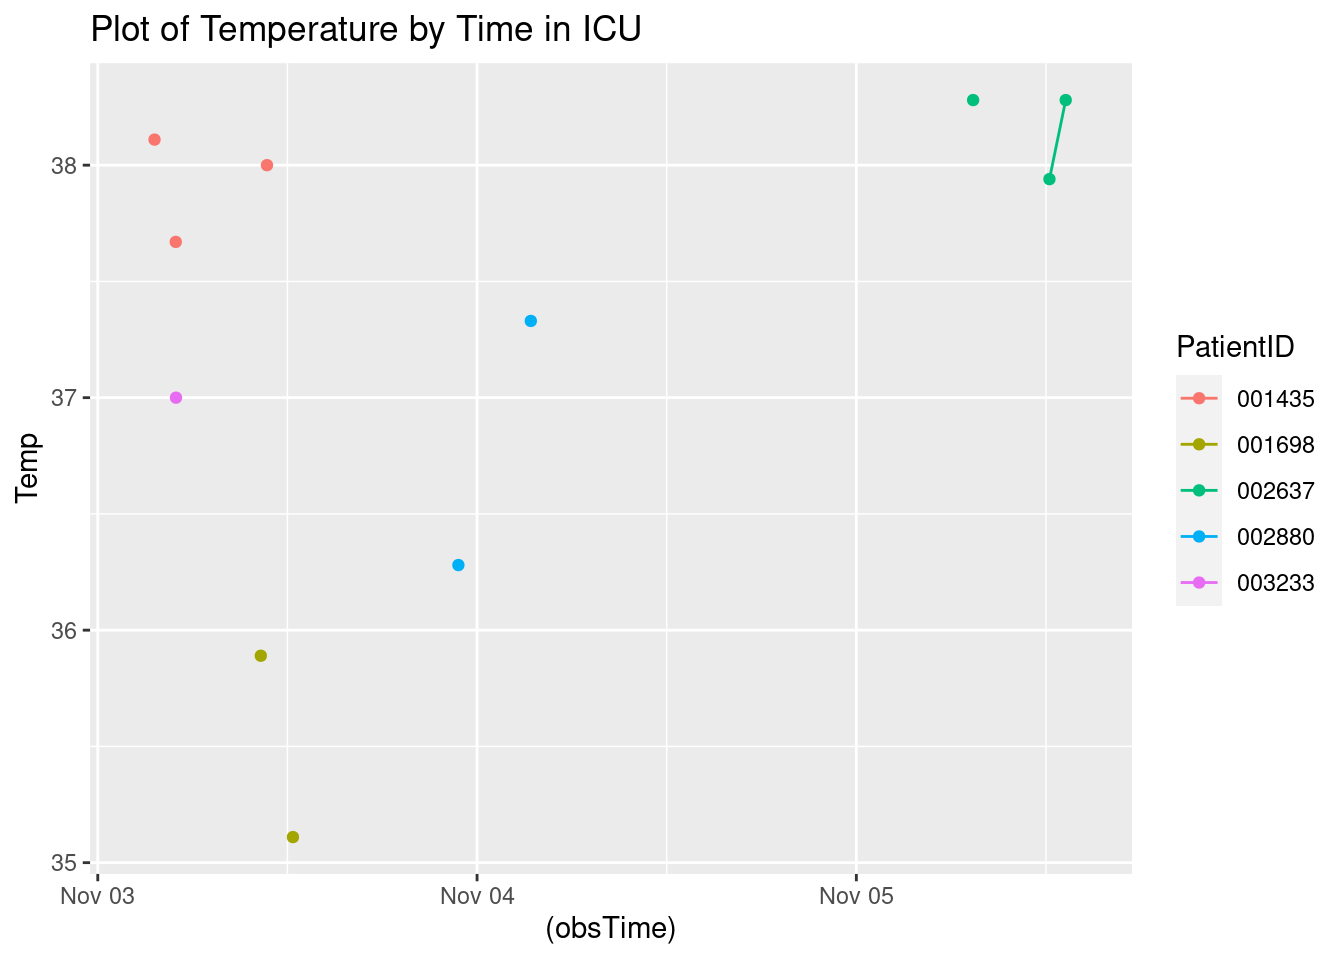 Plot of Temperature by Time in ICU
38
37
36
35
Temp
Nov 03
Nov 04
Nov 05
(obsTime)
PatientID
001435
001698
002637
002880
003233